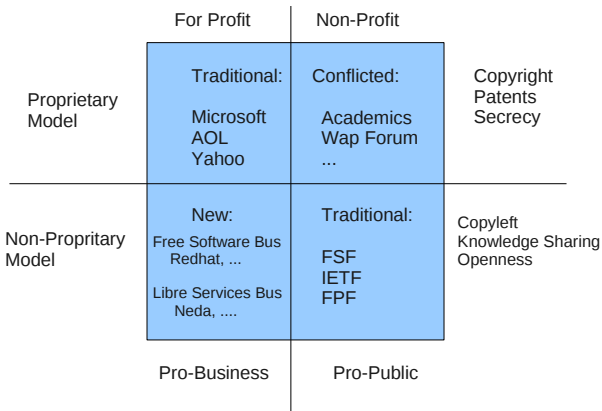 For Profit
Non-Profit
Proprietary
Model
Traditional:
Microsoft
AOL
Yahoo
Conflicted:
Academics
Wap Forum
...
Copyright
Patents
Secrecy
Non-Propritary
Model
New:
Free Software Bus
Redhat, ...
Libre Services Bus
Neda, ....
Traditional:
FSF
IETF
FPF
Copyleft
Knowledge Sharing
Openness
Pro-Business
Pro-Public